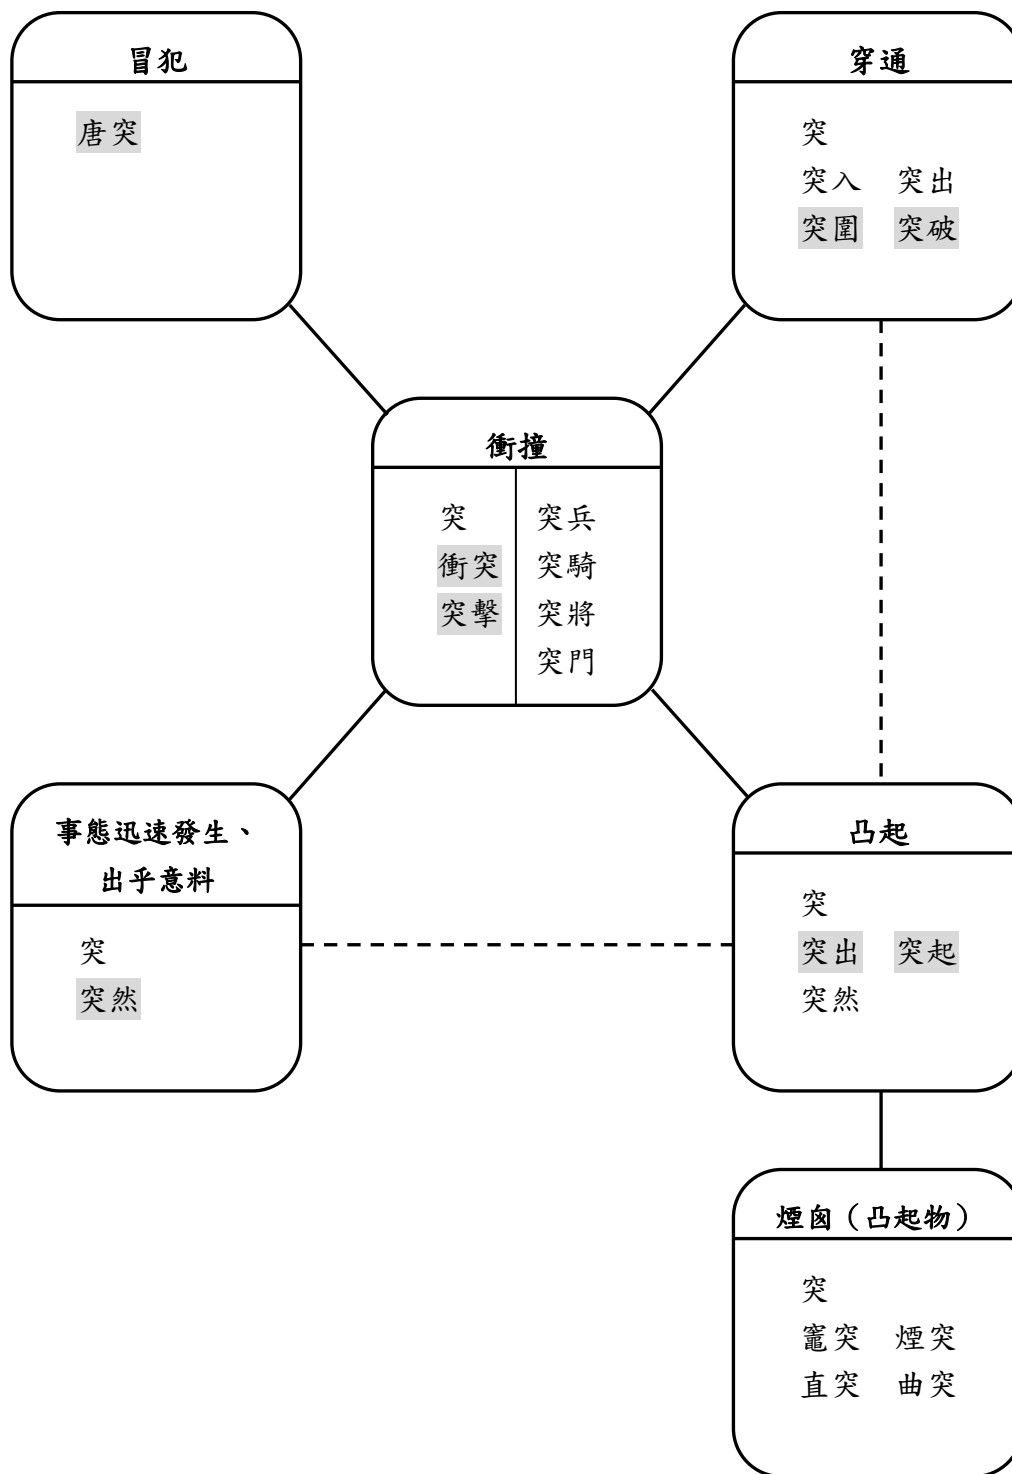 冒犯
唐突
穿通
突
突入 突出
突圍 突破
衝撞
突
衝突
突擊
突兵
突騎
突將
突門
事態迅速發生、
出乎意料
突
突然
凸起
突
突出 突起
突然
煙囪（凸起物）
突
竈突 煙突
直突 曲突